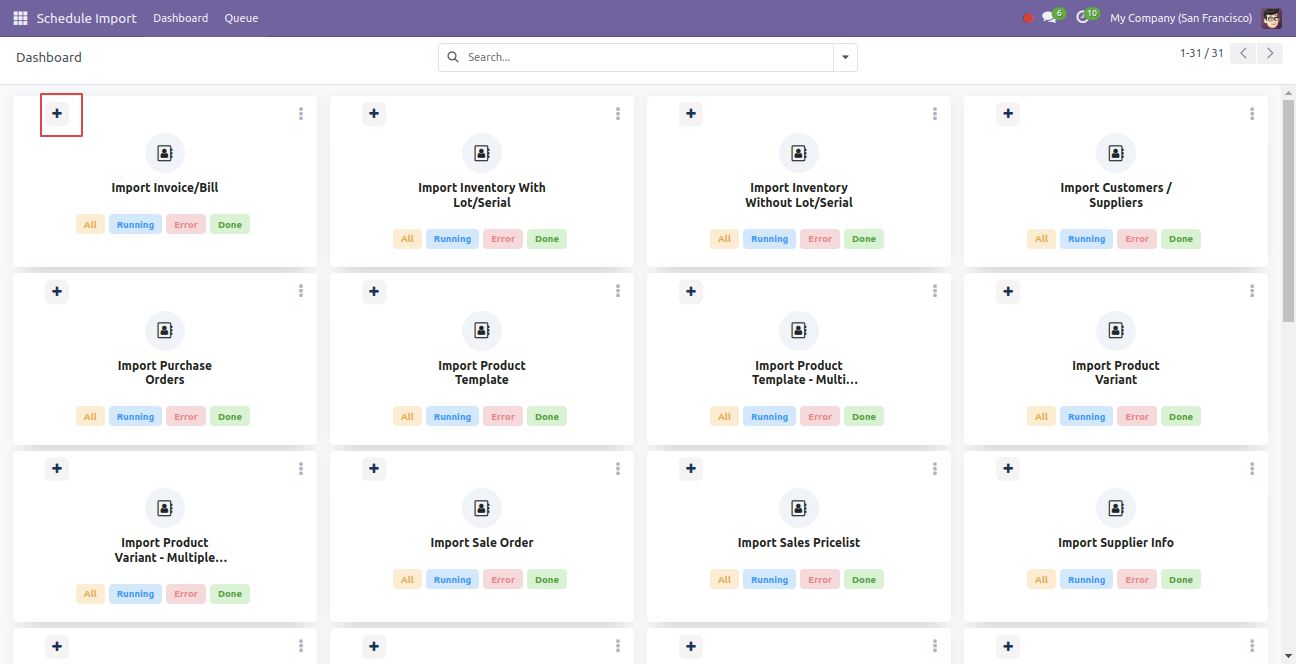 Schedule Import Dashboard Queue 6 10 My Company (San Francisco)
Dashboard Search... 1-31 / 31
Import Invoice/Bill
All Running Error Done
Import Inventory With
Lot/Serial
All Running Error Done
Import Inventory
Without Lot/Serial
All Running Error Done
Import Customers /
Suppliers
All Running Error Done
Import Purchase
Orders
All Running Error Done
Import Product
Template
All Running Error Done
Import Product
Template - Multi...
All Running Error Done
Import Product
Variant
All Running Error Done
Import Product
Variant - Multiple...
All Running Error Done
Import Sale Order
All Running Error Done
Import Sales Pricelist
All Running Error Done
Import Supplier Info
All Running Error Done